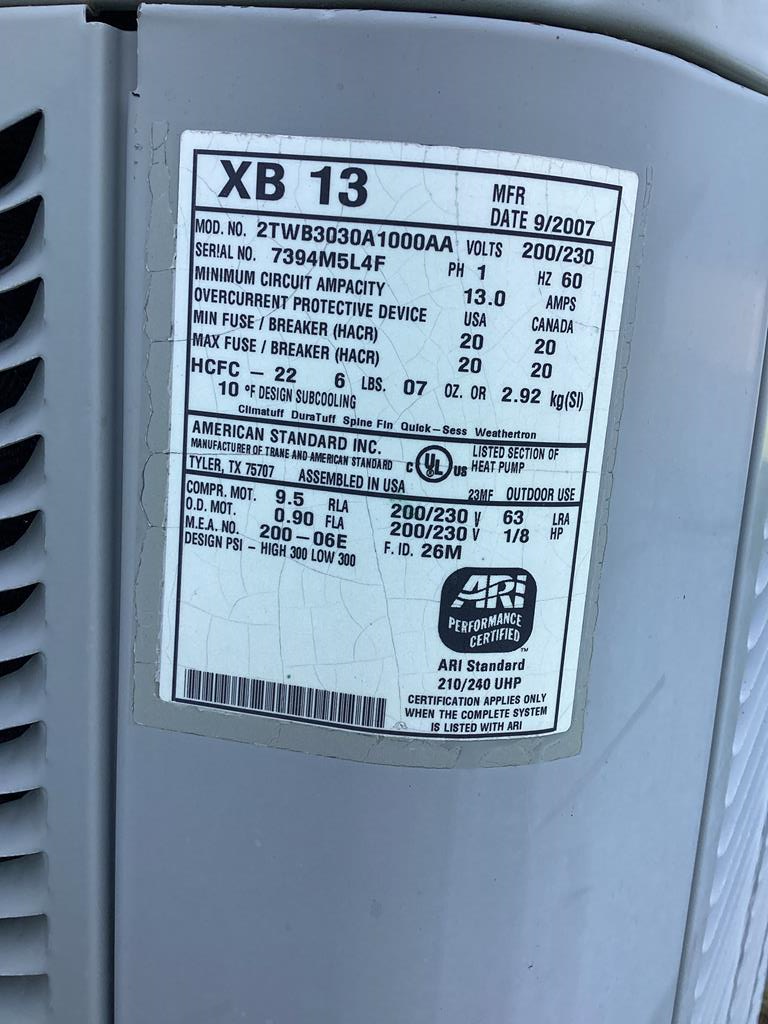 XB 13
MFR
DATE 9/2007
MOD. NO. 2TWB3030A1000AA VOLTS 200/230
SERIAL NO. 7394M5L4F PH 1 HZ 60
MINIMUM CIRCUIT AMPACITY 13.0 AMPS
OVERCURRENT PROTECTIVE DEVICE USA CANADA
MIN FUSE / BREAKER (HACR) 20 20
MAX FUSE / BREAKER (HACR) 20 20
HCFC – 22 6 LBS. 07 OZ. OR 2.92 kg(SI)
10 °F DESIGN SUBCOOLING
Climatuff DuraTuff Spine Fin Quick-Sess Weathertron
AMERICAN STANDARD INC.
MANUFACTURER OF TRANE AND AMERICAN STANDARD
TYLER, TX 75707 ASSEMBLED IN USA
C UL US
LISTED SECTION OF
HEAT PUMP
23MF OUTDOOR USE
COMPR. MOT. 9.5 RLA 200/230 V 63 LRA
O.D. MOT. 0.90 FLA 200/230 V 1/8 HP
M.E.A. NO. 200-06E F. ID. 26M
DESIGN PSI – HIGH 300 LOW 300
ARI
PERFORMANCE
CERTIFIED™
ARI Standard
210/240 UHP
CERTIFICATION APPLIES ONLY
WHEN THE COMPLETE SYSTEM
IS LISTED WITH ARI